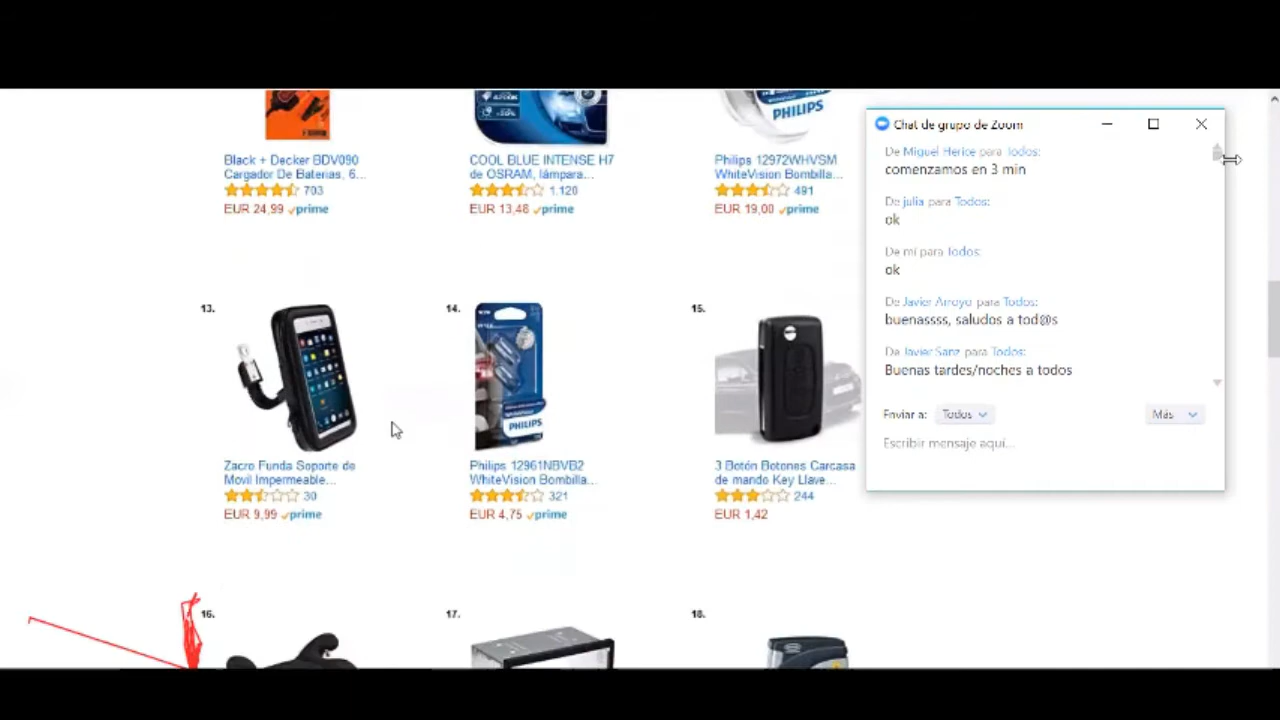 PHILIPS
Black + Decker BDV090
Cargador De Baterias, 6...
703
EUR 24,99 prime
COOL BLUE INTENSE H7
de OSRAM, lámpara...
1.120
EUR 13,48 prime
Philips 12972WHVSM
WhiteVision Bombilla...
491
EUR 19,00 prime
Chat de grupo de Zoom
De Miguel Herice para Todos:
comenzamos en 3 min
De julia para Todos:
ok
De mí para Todos:
ok
De Javier Arroyo para Todos:
buenassss, saludos a tod@s
De Javier Sanz para Todos:
Buenas tardes/noches a todos
Enviar a: Todos
Más
Escribir mensaje aquí...
13.
Zacro Funda Soporte de
Movil Impermeable...
30
EUR 9,99 prime
14.
PHILIPS
Philips 12961NBVB2
WhiteVision Bombilla...
321
EUR 4,75 prime
15.
3 Botón Botones Carcasa
de mando Key Llave...
244
EUR 1,42
16.
17.
18.